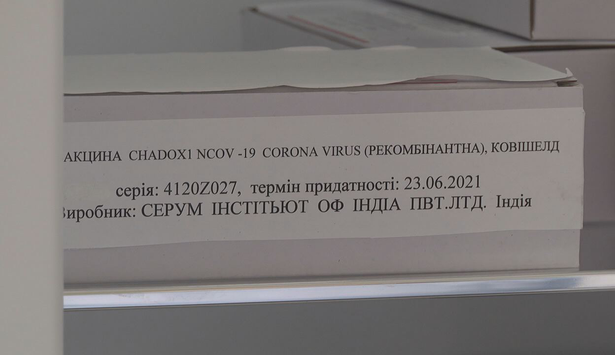 АКЦИНА CHADOX1 NCOV -19 CORONA VIRUS (РЕКОМБІНАНТНА), КОВІШЕЛД
серія: 4120Z027, термін придатності: 23.06.2021
Виробник: СЕРУМ ІНСТІТЬЮТ ОФ ІНДІА ПВТ.ЛТД. Індія